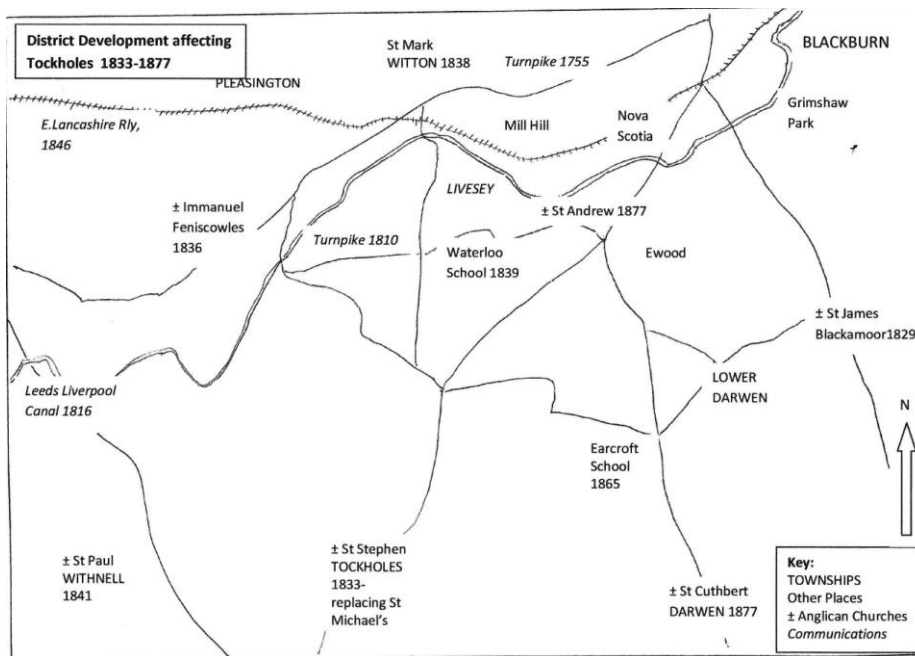 District Development affecting
Tockholes 1833-1877
St Mark
WITTON 1838
Turnpike 1755
BLACKBURN
PLEASINGTON
E.Lancashire Rly,
1846
Mill Hill
Nova
Scotia
Grimshaw
Park
LIVESEY
± Immanuel
Feniscowles
1836
± St Andrew 1877
Turnpike 1810
Waterloo
School 1839
Ewood
± St James
Blackamoor1829
LOWER
DARWEN
Leeds Liverpool
Canal 1816
N
Earcroft
School
1865
± St Paul
WITHNELL
1841
± St Stephen
TOCKHOLES
1833-
replacing St
Michael's
± St Cuthbert
DARWEN 1877
Key:
TOWNSHIPS
Other Places
± Anglican Churches
Communications